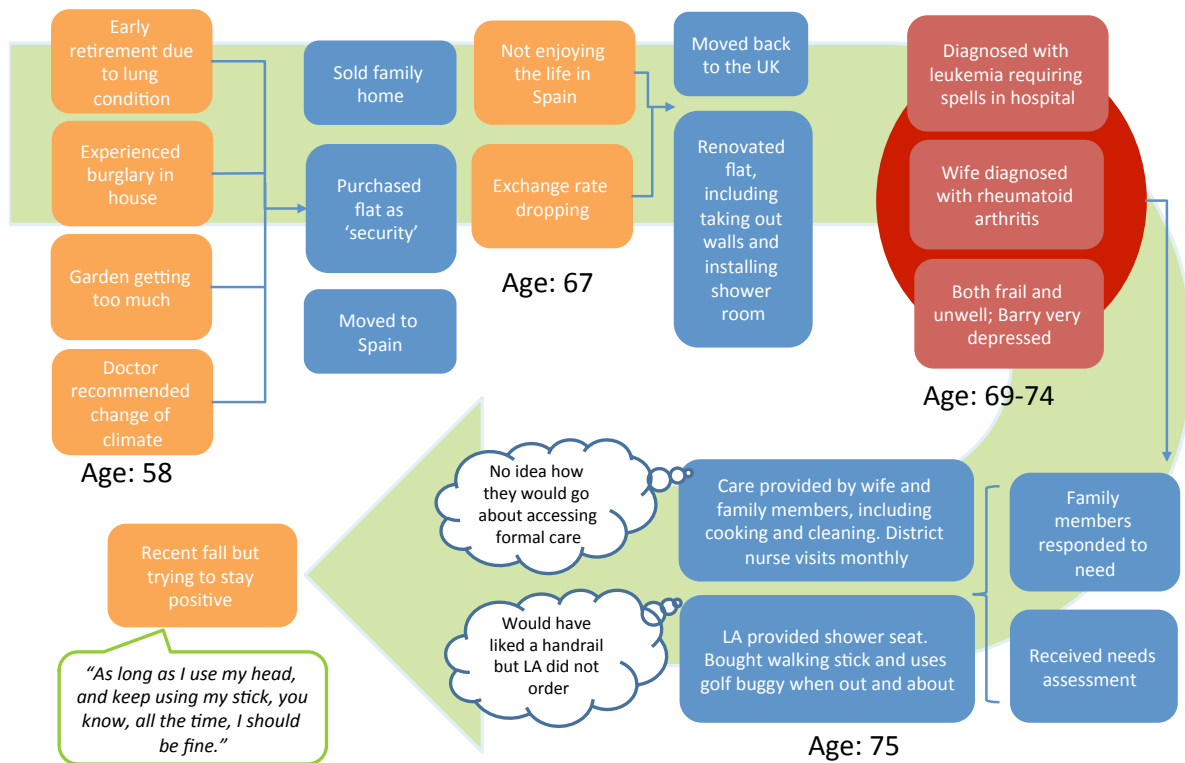 Early
retirement due
to lung
condition
Experienced
burglary in
house
Garden getting
too much
Doctor
recommended
change of
climate
Age: 58
Sold family
home
Purchased
flat as
‘security’
Moved to
Spain
Not enjoying
the life in
Spain
Exchange rate
dropping
Age: 67
Moved back
to the UK
Renovated
flat,
including
taking out
walls and
installing
shower
room
Diagnosed with
leukemia requiring
spells in hospital
Wife diagnosed
with rheumatoid
arthritis
Both frail and
unwell; Barry very
depressed
Age: 69-74
Family
members
responded to
need
Received needs
assessment
Care provided by wife and
family members, including
cooking and cleaning. District
nurse visits monthly
LA provided shower seat.
Bought walking stick and uses
golf buggy when out and about
Age: 75
No idea how
they would go
about accessing
formal care
Would have
liked a handrail
but LA did not
order
Recent fall but
trying to stay
positive
“As long as I use my head,
and keep using my stick, you
know, all the time, I should
be fine.”